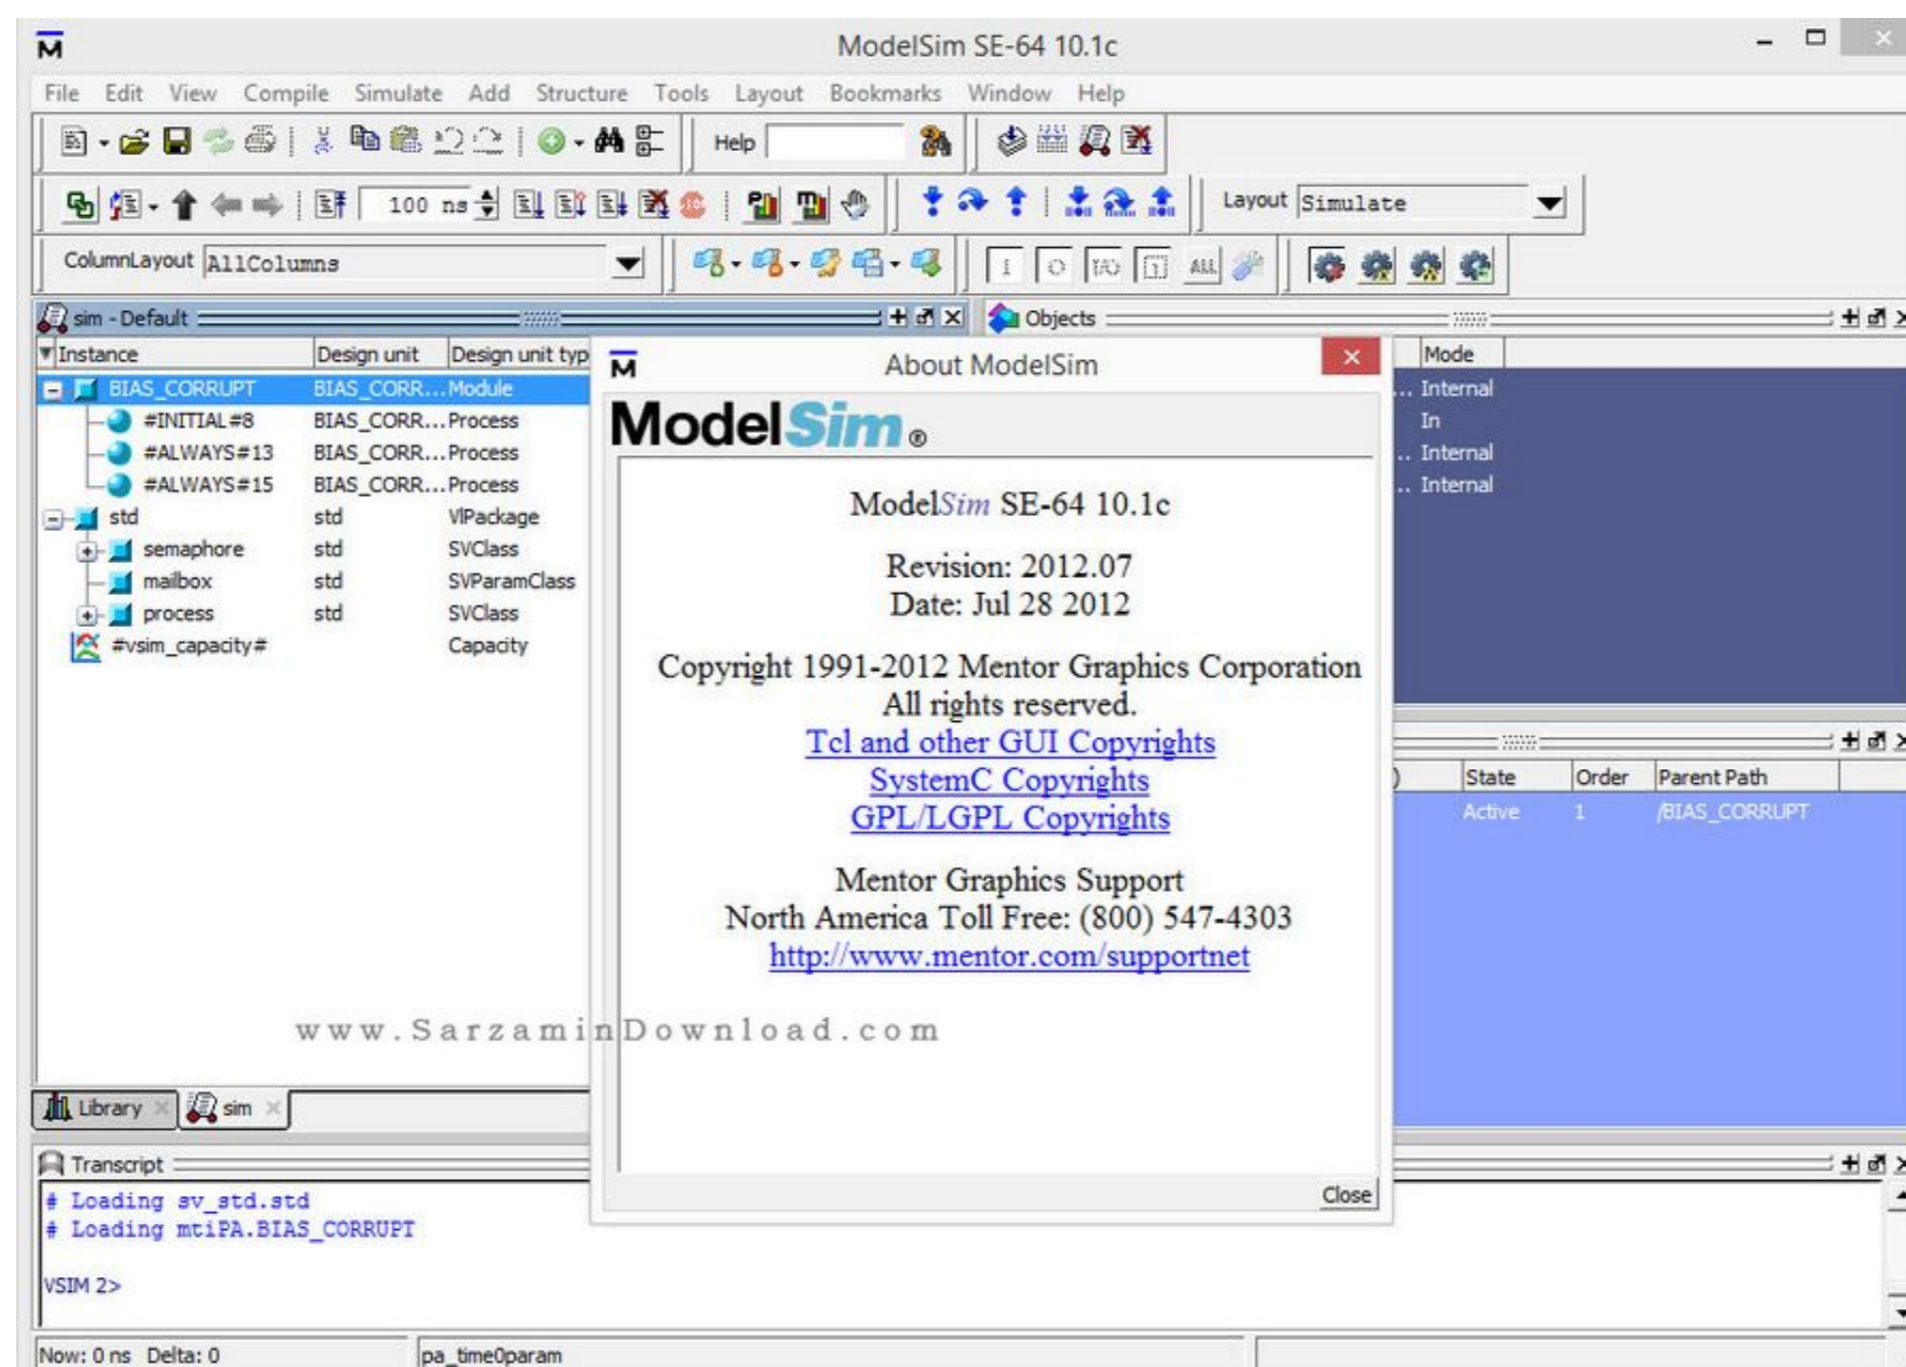 ModelSim SE-64 10.1c
File Edit View Compile Simulate Add Structure Tools Layout Bookmarks Window Help
Help
100 ns
Layout Simulate
ColumnLayout AllColumns
ALL
sim - Default
Objects
Instance Design unit Design unit typ
Mode
BIAS_CORRUPT BIAS_CORR... Module
#INITIAL#8 BIAS_CORR... Process
#ALWAYS#13 BIAS_CORR... Process
#ALWAYS#15 BIAS_CORR... Process
std std VlPackage
semaphore std SVClass
mailbox std SVParamClass
process std SVClass
#vsim_capacity# Capacity
... Internal
In
.. Internal
.. Internal
About ModelSim
ModelSim®
ModelSim SE-64 10.1c
Revision: 2012.07
Date: Jul 28 2012
Copyright 1991-2012 Mentor Graphics Corporation
All rights reserved.
Tcl and other GUI Copyrights
SystemC Copyrights
GPL/LGPL Copyrights
Mentor Graphics Support
North America Toll Free: (800) 547-4303
http://www.mentor.com/supportnet
Close
) State Order Parent Path
Active 1 /BIAS_CORRUPT
www.SarzaminDownload.com
Library sim
Transcript
# Loading sv_std.std
# Loading mtiPA.BIAS_CORRUPT
VSIM 2>
Now: 0 ns Delta: 0
pa_time0param